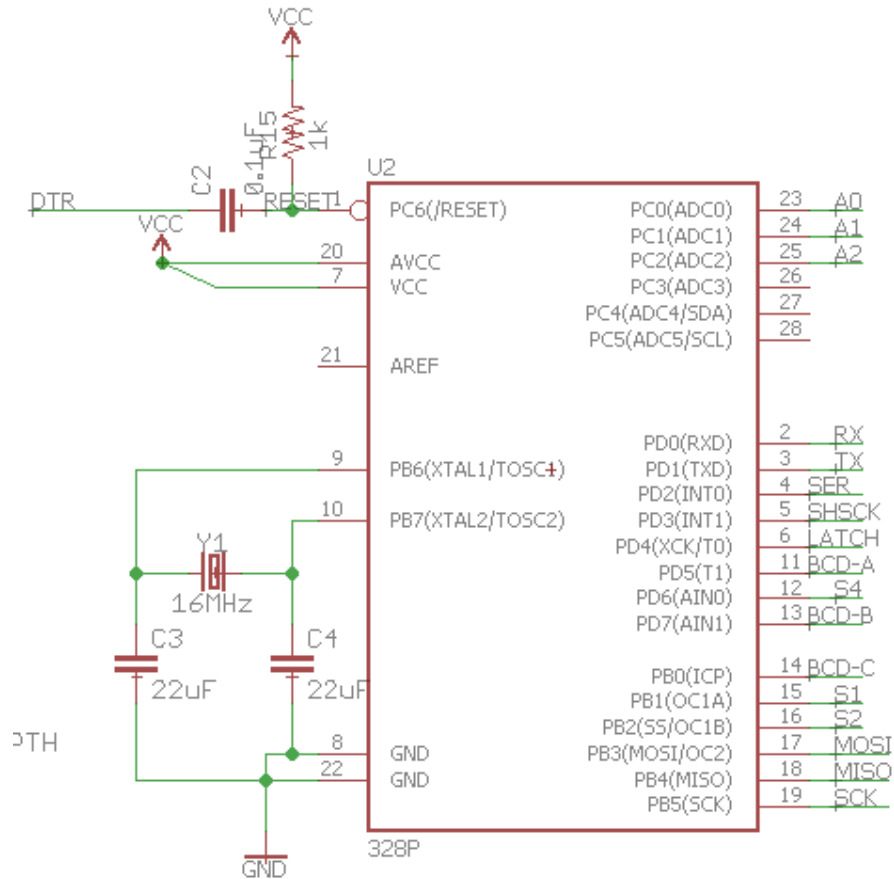 VCC
R15
1k
C2
0.1uF
U2
DTR
RESET
1
PC6(/RESET)
PC0(ADC0)
23
A0
VCC
PC1(ADC1)
24
A1
20
AVCC
PC2(ADC2)
25
A2
7
VCC
PC3(ADC3)
26
PC4(ADC4/SDA)
27
PC5(ADC5/SCL)
28
21
AREF
PD0(RXD)
2
RX
9
PB6(XTAL1/TOSC1)
PD1(TXD)
3
TX
PD2(INT0)
4
SER
10
PB7(XTAL2/TOSC2)
PD3(INT1)
5
SHSCK
Y1
PD4(XCK/T0)
6
LATCH
PD5(T1)
11
BCD-A
16MHz
PD6(AIN0)
12
S4
PD7(AIN1)
13
BCD-B
C3
C4
PB0(ICP)
14
BCD-C
22uF
22uF
PB1(OC1A)
15
S1
PB2(SS/OC1B)
16
S2
PTH
8
GND
PB3(MOSI/OC2)
17
MOSI
22
GND
PB4(MISO)
18
MISO
PB5(SCK)
19
SCK
GND
328P